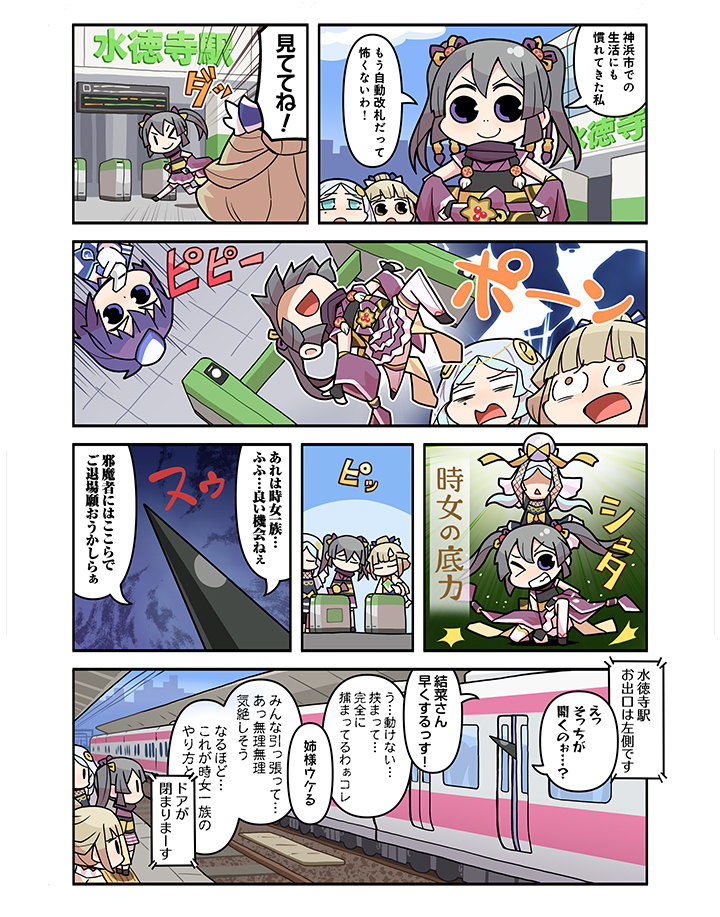 神浜市での
生活にも
慣れてきた私
もう自動改札だって
怖くないわ！
水徳寺
見ててね！
ダッ
水徳寺駅
ポーン
ピピー
シュタ
時女の底力
ピッ
あれは時女一族…
ふふ…良い機会ねぇ
ヌゥ
邪魔者にはここらで
ご退場願おうかしらぁ
水徳寺駅
お出口は左側です
えっ
そっちが
開くのぉ…？
結菜さん
早くするっす！
う…動けない…
挟まって…
完全に
捕まってるわぁコレ
姉様ウケる
みんな引っ張って…
あっ無理無理
気絶しそう
なるほど…
これが時女一族の
やり方と
ドアが
閉まりまーす